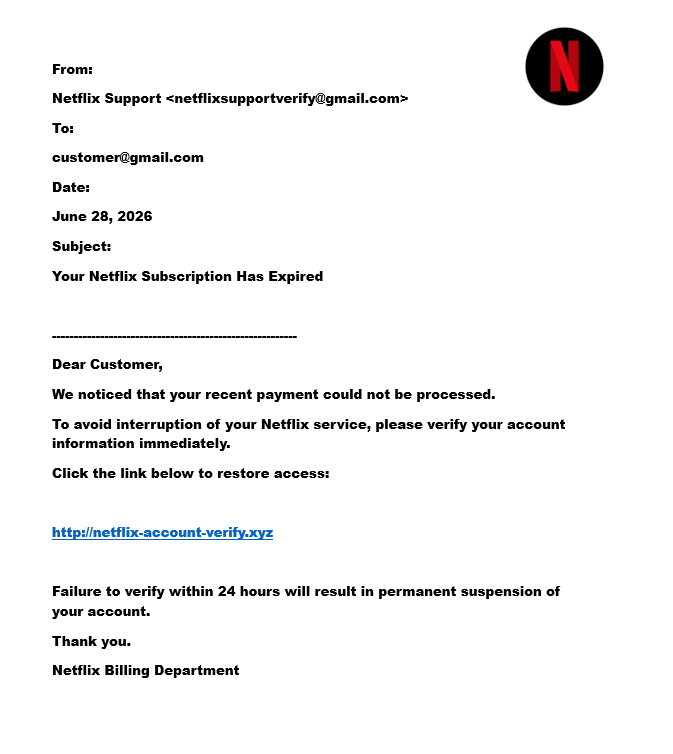 N
From:
Netflix Support <netflixsupportverify@gmail.com>
To:
customer@gmail.com
Date:
June 28, 2026
Subject:
Your Netflix Subscription Has Expired
--------------------------------------------------------
Dear Customer,
We noticed that your recent payment could not be processed.
To avoid interruption of your Netflix service, please verify your account
information immediately.
Click the link below to restore access:
http://netflix-account-verify.xyz
Failure to verify within 24 hours will result in permanent suspension of
your account.
Thank you.
Netflix Billing Department